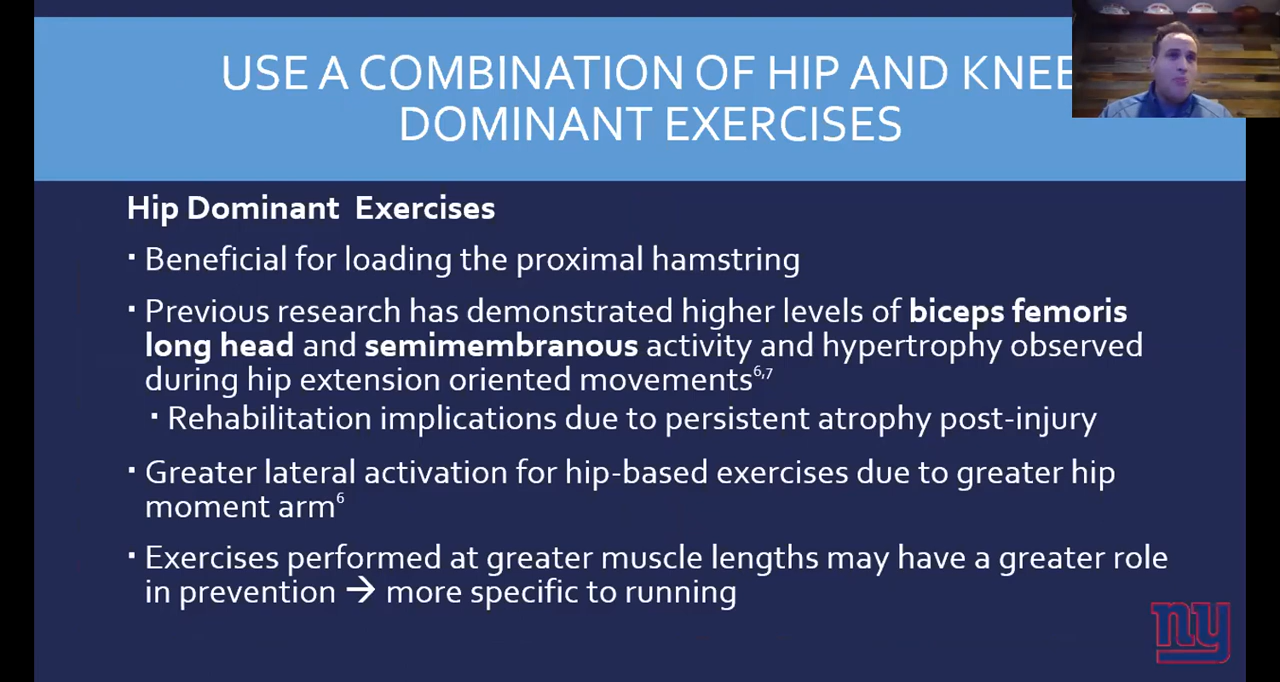 USE A COMBINATION OF HIP AND KNEE
DOMINANT EXERCISES
Hip Dominant Exercises
▪ Beneficial for loading the proximal hamstring
▪ Previous research has demonstrated higher levels of biceps femoris
long head and semimembranous activity and hypertrophy observed
during hip extension oriented movements6,7
▪ Rehabilitation implications due to persistent atrophy post-injury
▪ Greater lateral activation for hip-based exercises due to greater hip
moment arm6
▪ Exercises performed at greater muscle lengths may have a greater role
in prevention → more specific to running
ny